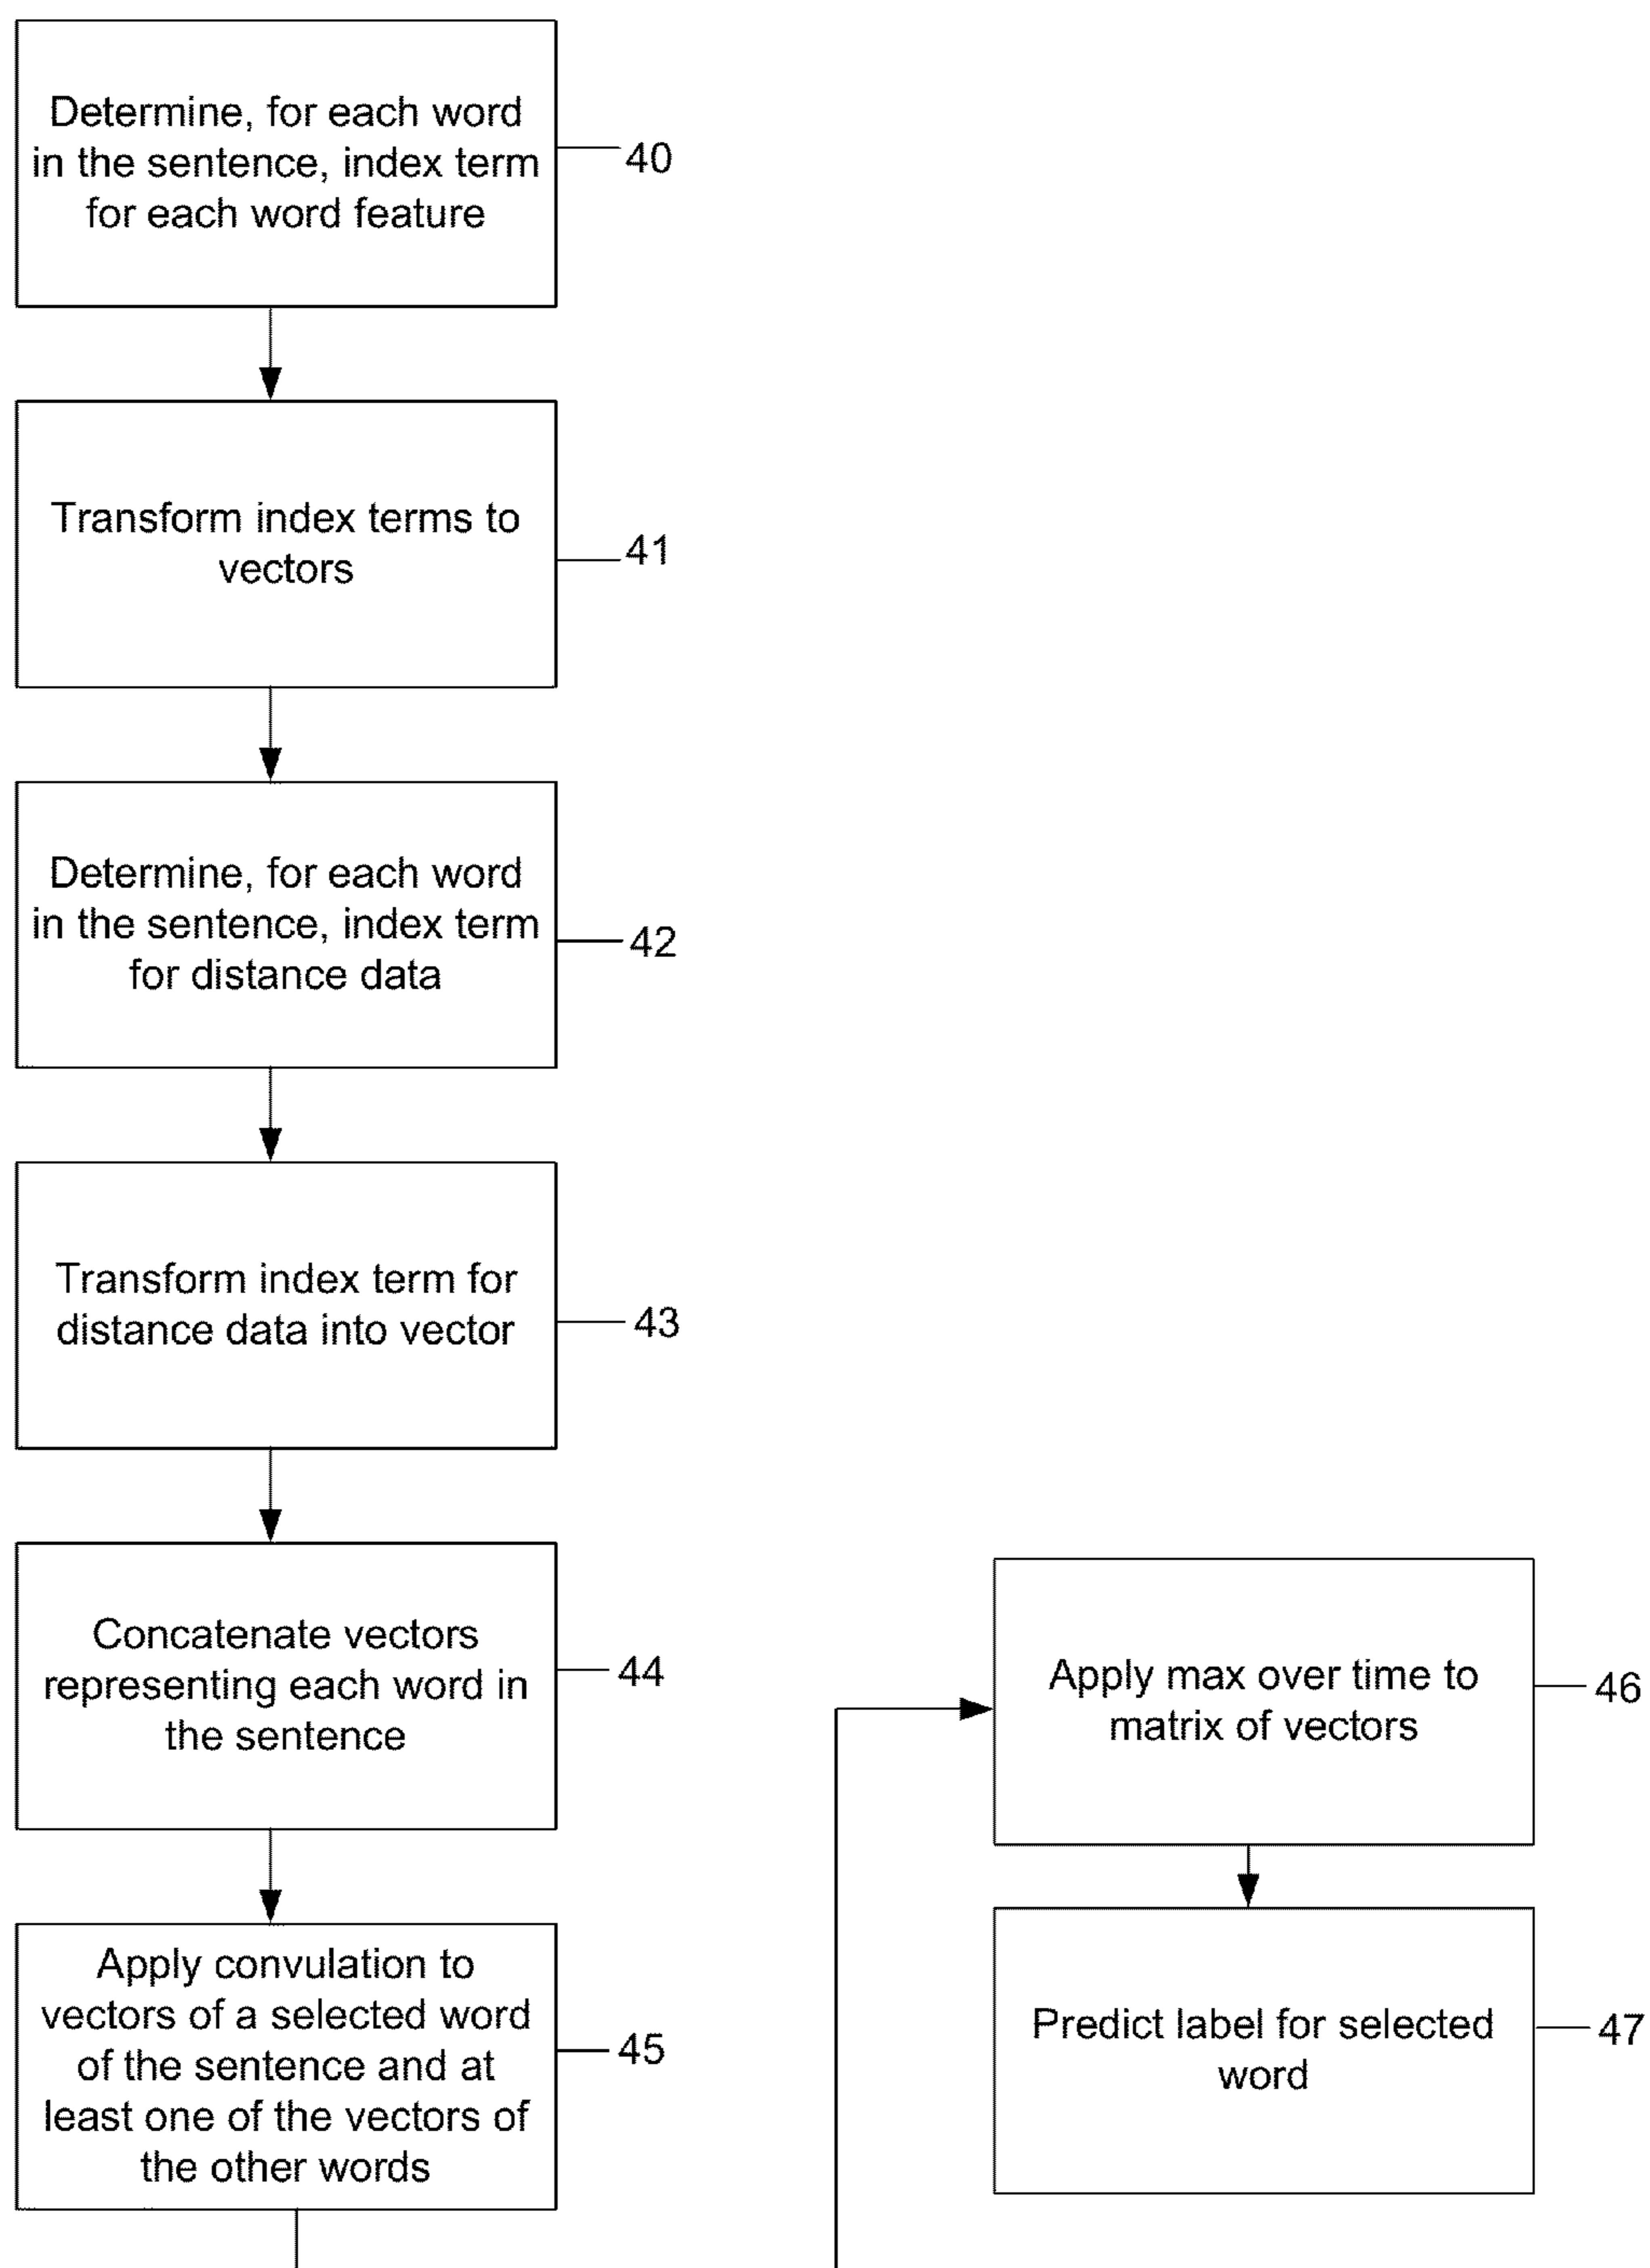 Determine, for each word
in the sentence, index term
for each word feature
40
Transform index terms to
vectors
41
Determine, for each word
in the sentence, index term
for distance data
42
Transform index term for
distance data into vector
43
Concatenate vectors
representing each word in
the sentence
44
Apply convulation to
vectors of a selected word
of the sentence and at
least one of the vectors of
the other words
45
Apply max over time to
matrix of vectors
46
Predict label for selected
word
47